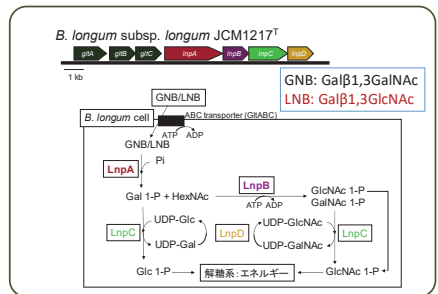 B. longum subsp. longum JCM1217T
gltA gltB gltC lnpA lnpB lnpC lnpD
1 kb
GNB: Galβ1,3GalNAc
LNB: Galβ1,3GlcNAc
GNB/LNB
B. longum cell
ABC transporter (GltABC)
ATP ADP
GNB/LNB
LnpA
Pi
LnpB
Gal 1-P + HexNAc
ATP ADP
GlcNAc 1-P
GalNAc 1-P
LnpC
UDP-Glc
UDP-Gal
LnpD
UDP-GlcNAc
UDP-GalNAc
LnpC
Glc 1-P
解糖系：エネルギー
GlcNAc 1-P